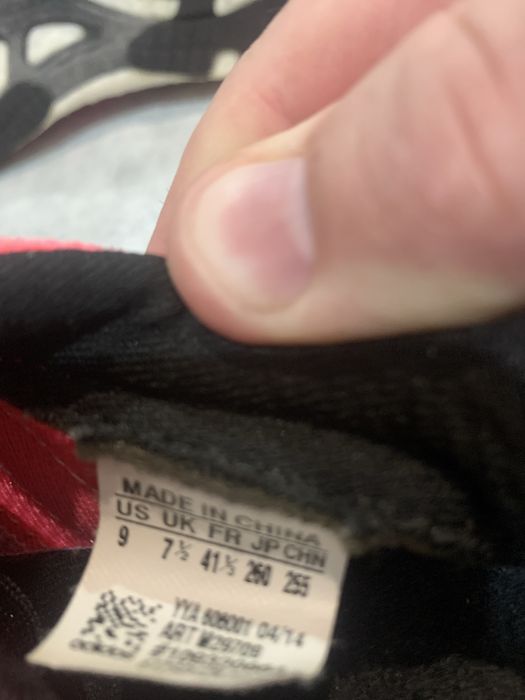 MADE IN CHINA
US UK FR JP CHN
9 7½ 41⅓ 260 255
YYA 606001 04/14
ART M29709
adidas